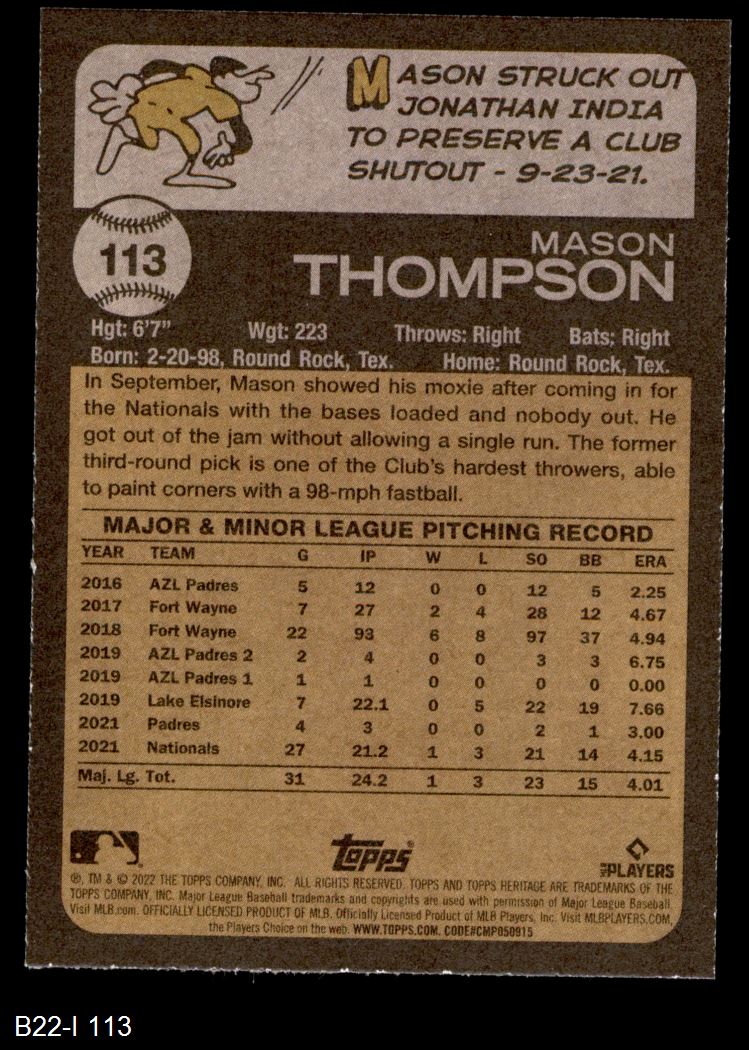 MASON STRUCK OUT
JONATHAN INDIA
TO PRESERVE A CLUB
SHUTOUT - 9-23-21.
113
MASON
THOMPSON
Hgt: 6'7" Wgt: 223 Throws: Right Bats: Right
Born: 2-20-98, Round Rock, Tex. Home: Round Rock, Tex.
In September, Mason showed his moxie after coming in for
the Nationals with the bases loaded and nobody out. He
got out of the jam without allowing a single run. The former
third-round pick is one of the Club's hardest throwers, able
to paint corners with a 98-mph fastball.
MAJOR & MINOR LEAGUE PITCHING RECORD
YEAR TEAM G IP W L SO BB ERA
2016 AZL Padres 5 12 0 0 12 5 2.25
2017 Fort Wayne 7 27 2 4 28 12 4.67
2018 Fort Wayne 22 93 6 8 97 37 4.94
2019 AZL Padres 2 2 4 0 0 3 3 6.75
2019 AZL Padres 1 1 1 0 0 0 0 0.00
2019 Lake Elsinore 7 22.1 0 5 22 19 7.66
2021 Padres 4 3 0 0 2 1 3.00
2021 Nationals 27 21.2 1 3 21 14 4.15
Maj. Lg. Tot. 31 24.2 1 3 23 15 4.01
Topps®
MLB PLAYERS
®, TM & © 2022 THE TOPPS COMPANY, INC. ALL RIGHTS RESERVED. TOPPS AND TOPPS HERITAGE ARE TRADEMARKS OF THE
TOPPS COMPANY, INC. Major League Baseball trademarks and copyrights are used with permission of Major League Baseball.
Visit MLB.com. OFFICIALLY LICENSED PRODUCT OF MLB. Officially Licensed Product of MLB Players, Inc. Visit MLBPLAYERS.COM,
the Players Choice on the web. WWW.TOPPS.COM. CODE#CMP050915
B22-I 113